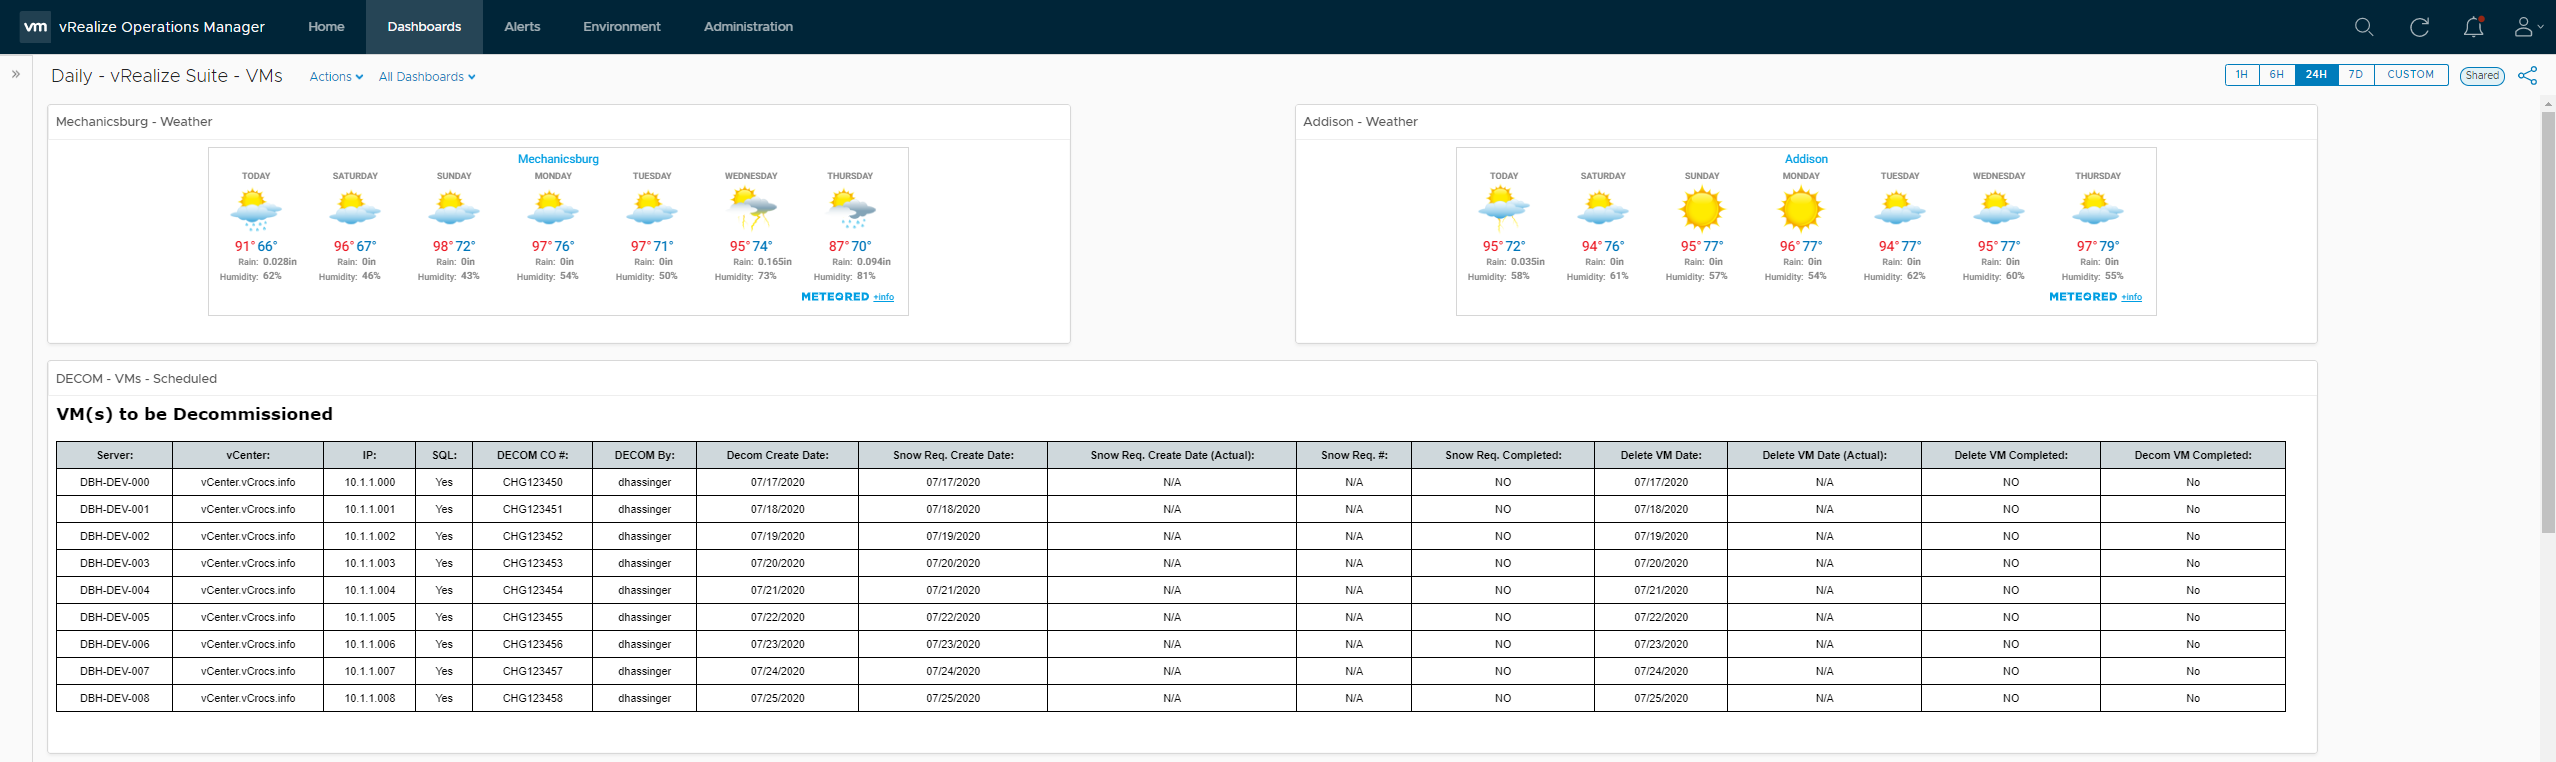 vm vRealize Operations Manager Home Dashboards Alerts Environment Administration
» Daily - vRealize Suite - VMs Actions All Dashboards 1H 6H 24H 7D CUSTOM Shared
Mechanicsburg - Weather
Mechanicsburg
TODAY SATURDAY SUNDAY MONDAY TUESDAY WEDNESDAY THURSDAY
91° 66° 96° 67° 98° 72° 97° 76° 97° 71° 95° 74° 87° 70°
Rain: 0.028in Rain: 0in Rain: 0in Rain: 0in Rain: 0in Rain: 0.165in Rain: 0.094in
Humidity: 62% Humidity: 46% Humidity: 43% Humidity: 54% Humidity: 50% Humidity: 73% Humidity: 81%
METEORED +info
Addison - Weather
Addison
TODAY SATURDAY SUNDAY MONDAY TUESDAY WEDNESDAY THURSDAY
95° 72° 94° 76° 95° 77° 96° 77° 94° 77° 95° 77° 97° 79°
Rain: 0.035in Rain: 0in Rain: 0in Rain: 0in Rain: 0in Rain: 0in Rain: 0in
Humidity: 58% Humidity: 61% Humidity: 57% Humidity: 54% Humidity: 62% Humidity: 60% Humidity: 55%
METEORED +info
DECOM - VMs - Scheduled
VM(s) to be Decommissioned
Server: vCenter: IP: SQL: DECOM CO #: DECOM By: Decom Create Date: Snow Req. Create Date: Snow Req. Create Date (Actual): Snow Req. #: Snow Req. Completed: Delete VM Date: Delete VM Date (Actual): Delete VM Completed: Decom VM Completed:
DBH-DEV-000 vCenter.vCrocs.info 10.1.1.000 Yes CHG123450 dhassinger 07/17/2020 07/17/2020 N/A N/A NO 07/17/2020 N/A NO No
DBH-DEV-001 vCenter.vCrocs.info 10.1.1.001 Yes CHG123451 dhassinger 07/18/2020 07/18/2020 N/A N/A NO 07/18/2020 N/A NO No
DBH-DEV-002 vCenter.vCrocs.info 10.1.1.002 Yes CHG123452 dhassinger 07/19/2020 07/19/2020 N/A N/A NO 07/19/2020 N/A NO No
DBH-DEV-003 vCenter.vCrocs.info 10.1.1.003 Yes CHG123453 dhassinger 07/20/2020 07/20/2020 N/A N/A NO 07/20/2020 N/A NO No
DBH-DEV-004 vCenter.vCrocs.info 10.1.1.004 Yes CHG123454 dhassinger 07/21/2020 07/21/2020 N/A N/A NO 07/21/2020 N/A NO No
DBH-DEV-005 vCenter.vCrocs.info 10.1.1.005 Yes CHG123455 dhassinger 07/22/2020 07/22/2020 N/A N/A NO 07/22/2020 N/A NO No
DBH-DEV-006 vCenter.vCrocs.info 10.1.1.006 Yes CHG123456 dhassinger 07/23/2020 07/23/2020 N/A N/A NO 07/23/2020 N/A NO No
DBH-DEV-007 vCenter.vCrocs.info 10.1.1.007 Yes CHG123457 dhassinger 07/24/2020 07/24/2020 N/A N/A NO 07/24/2020 N/A NO No
DBH-DEV-008 vCenter.vCrocs.info 10.1.1.008 Yes CHG123458 dhassinger 07/25/2020 07/25/2020 N/A N/A NO 07/25/2020 N/A NO No